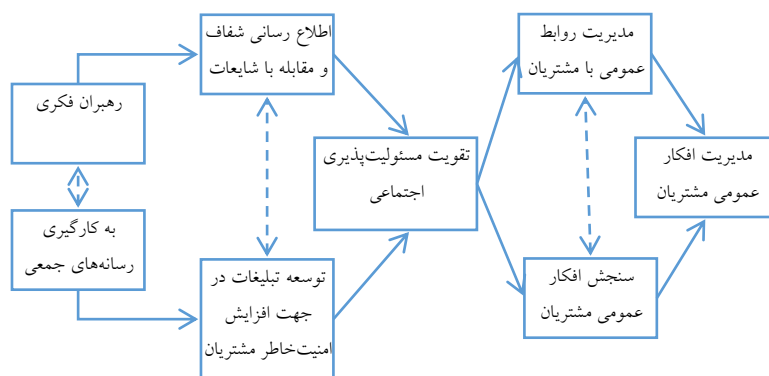 رهبران فکری
به کارگیری
رسانه‌های جمعی
اطلاع رسانی شفاف
و مقابله با شایعات
توسعه تبلیغات در
جهت افزایش
امنیت‌خاطر مشتریان
تقویت مسئولیت‌پذیری
اجتماعی
مدیریت روابط
عمومی با مشتریان
سنجش افکار
عمومی مشتریان
مدیریت افکار
عمومی مشتریان